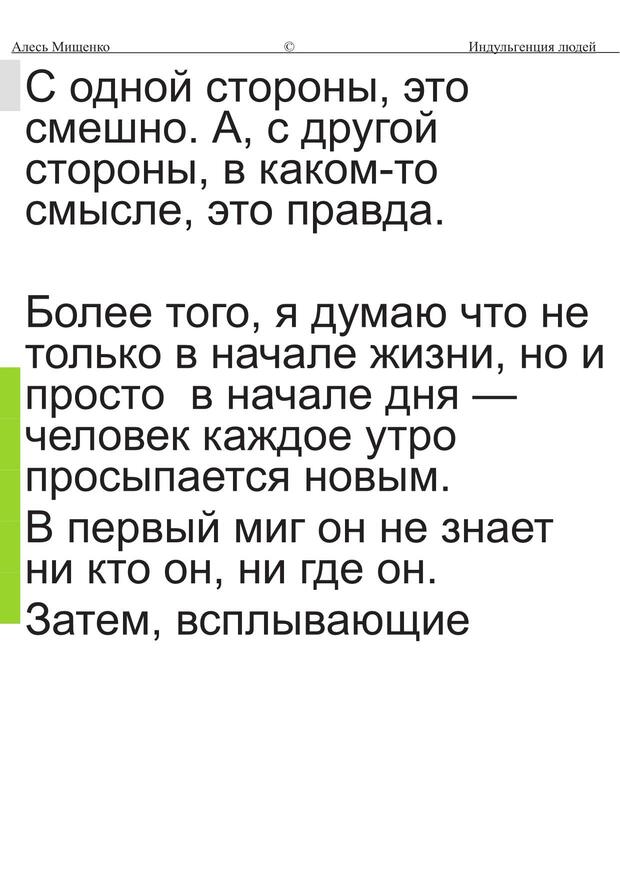 Алесь Мищенко © Индульгенция людей
С одной стороны, это
смешно. А, с другой
стороны, в каком-то
смысле, это правда.
Более того, я думаю что не
только в начале жизни, но и
просто  в начале дня —
человек каждое утро
просыпается новым.
В первый миг он не знает
ни кто он, ни где он.
Затем, всплывающие